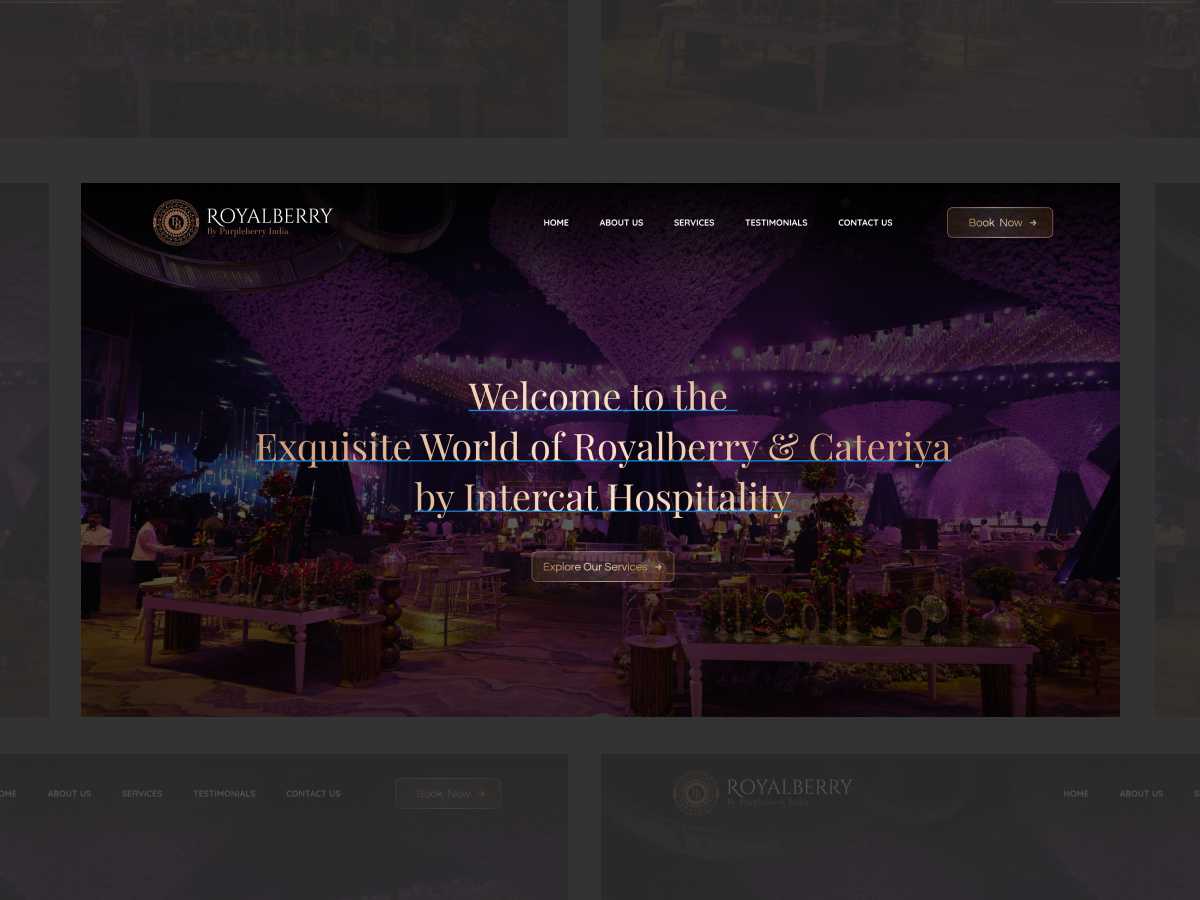 ROYALBERRY
By Purpleberry India
HOME
ABOUT US
SERVICES
TESTIMONIALS
CONTACT US
Book Now →
Welcome to the
Exquisite World of Royalberry & Cateriya
by Intercat Hospitality
Explore Our Services →
OME
ABOUT US
SERVICES
TESTIMONIALS
CONTACT US
Book Now →
ROYALBERRY
By Purpleberry India
HOME
ABOUT US
S